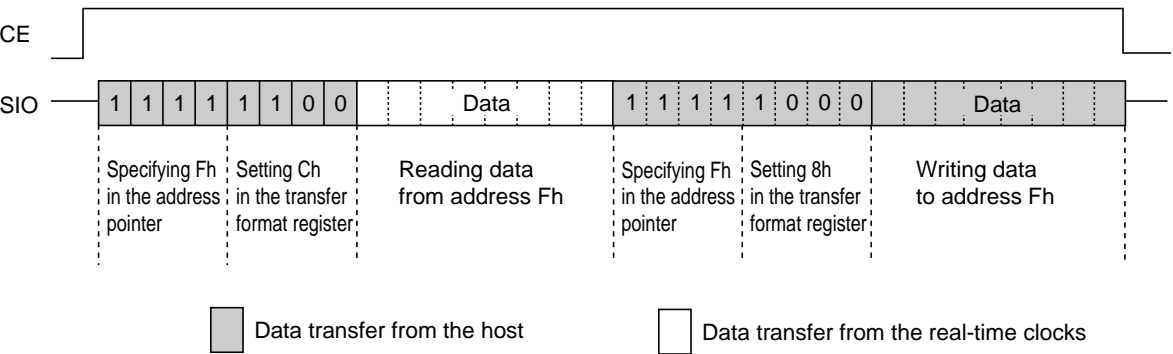 CE
SIO
1 1 1 1 1 1 0 0 Data 1 1 1 1 1 0 0 0 Data
Specifying Fh
in the address
pointer
Setting Ch
in the transfer
format register
Reading data
from address Fh
Specifying Fh
in the address
pointer
Setting 8h
in the transfer
format register
Writing data
to address Fh
Data transfer from the host
Data transfer from the real-time clocks